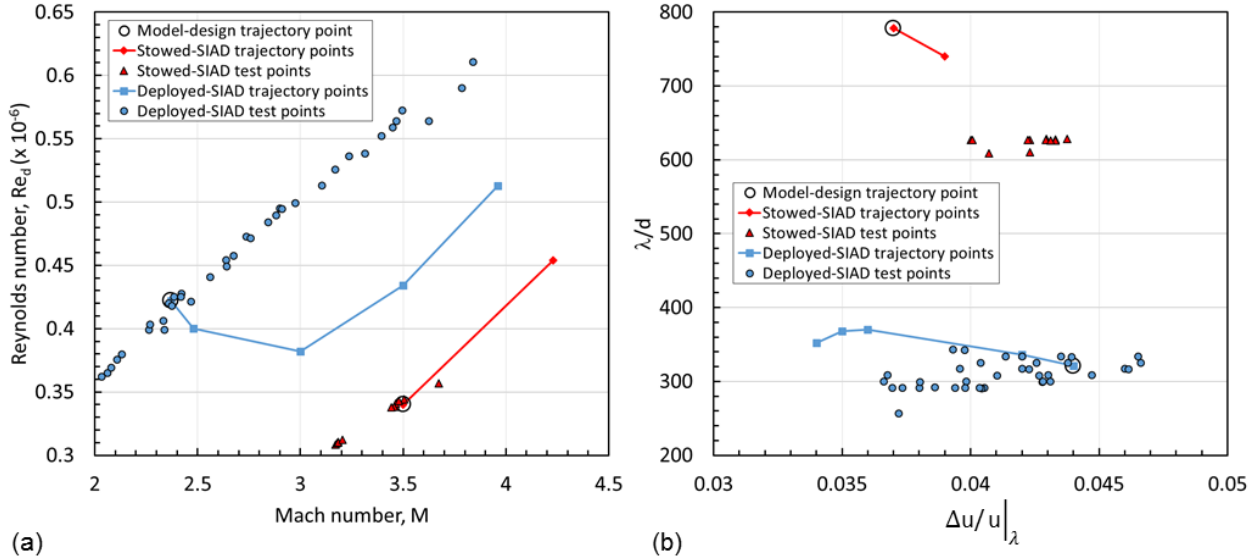 0.65
0.6
0.55
0.5
0.45
0.4
0.35
0.3
Reynolds number, Re_d (x 10^-6)
Model-design trajectory point
Stowed-SIAD trajectory points
Stowed-SIAD test points
Deployed-SIAD trajectory points
Deployed-SIAD test points
2 2.5 3 3.5 4 4.5
Mach number, M
(a)
800
700
600
500
400
300
200
λ/d
Model-design trajectory point
Stowed-SIAD trajectory points
Stowed-SIAD test points
Deployed-SIAD trajectory points
Deployed-SIAD test points
0.03 0.035 0.04 0.045 0.05
Δu/u|_λ
(b)